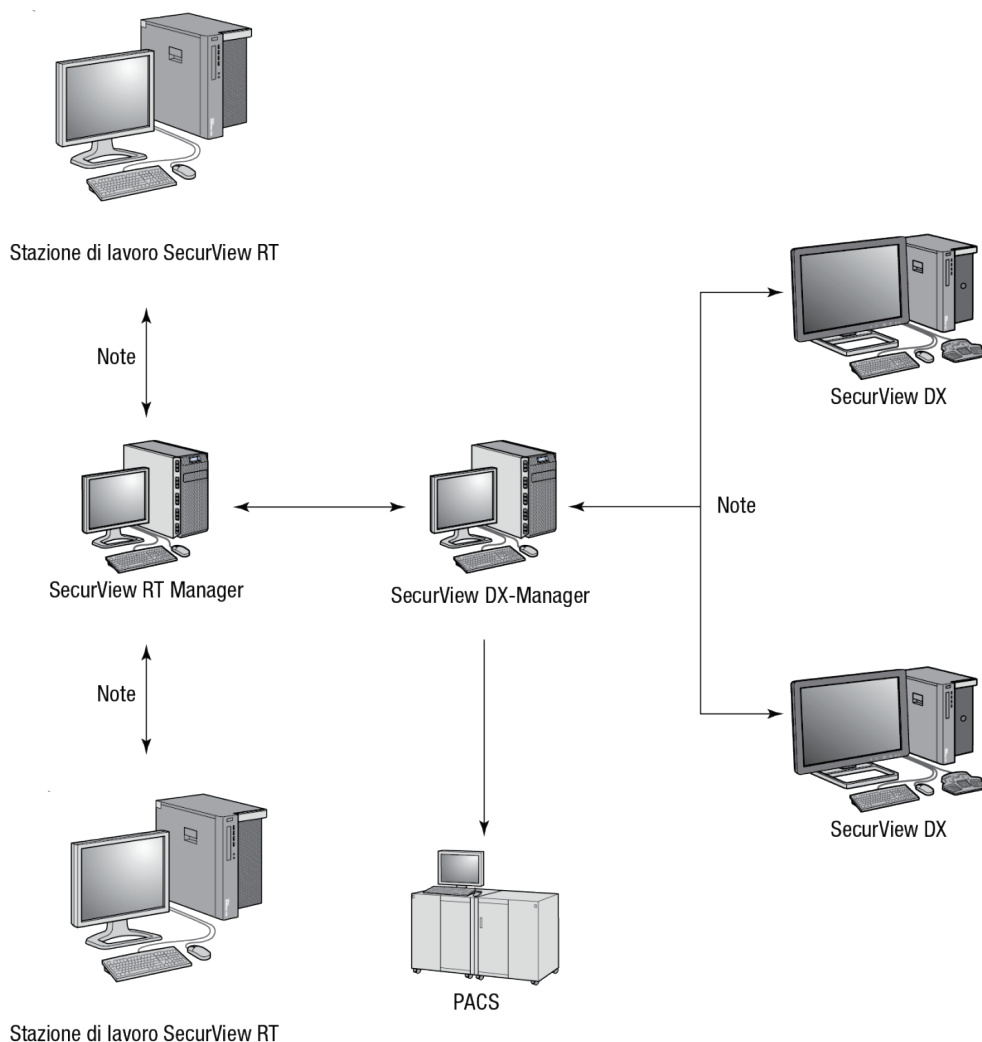 Stazione di lavoro SecurView RT
Note
SecurView DX
SecurView RT Manager
SecurView DX-Manager
Note
Note
SecurView DX
PACS
Stazione di lavoro SecurView RT